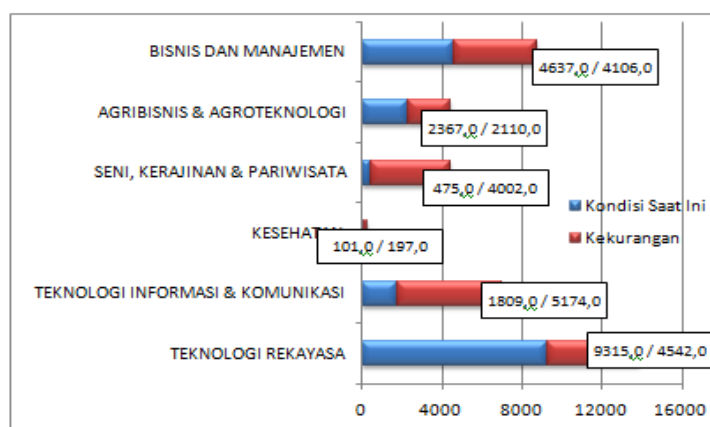 BISNIS DAN MANAJEMEN
4637,0 / 4106,0
AGRIBISNIS & AGROTEKNOLOGI
2367,0 / 2110,0
SENI, KERAJINAN & PARIWISATA
475,0 / 4002,0
Kondisi Saat Ini
Kekurangan
KESEHATAN
101,0 / 197,0
TEKNOLOGI INFORMASI & KOMUNIKASI
1809,0 / 5174,0
TEKNOLOGI REKAYASA
9315,0 / 4542,0
0 4000 8000 12000 16000